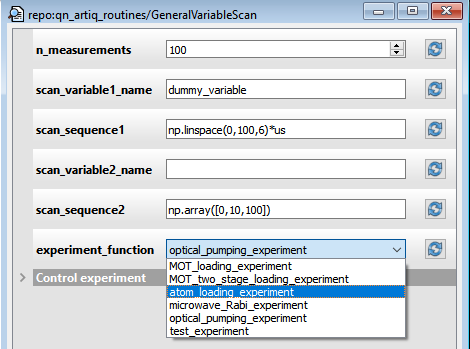 repo:qn_artiq_routines/GeneralVariableScan
n_measurements 100
scan_variable1_name dummy_variable
scan_sequence1 np.linspace(0,100,6)*us
scan_variable2_name
scan_sequence2 np.array([0,10,100])
experiment_function optical_pumping_experiment
MOT_loading_experiment
Control experiment
MOT_two_stage_loading_experiment
atom_loading_experiment
microwave_Rabi_experiment
optical_pumping_experiment
test_experiment